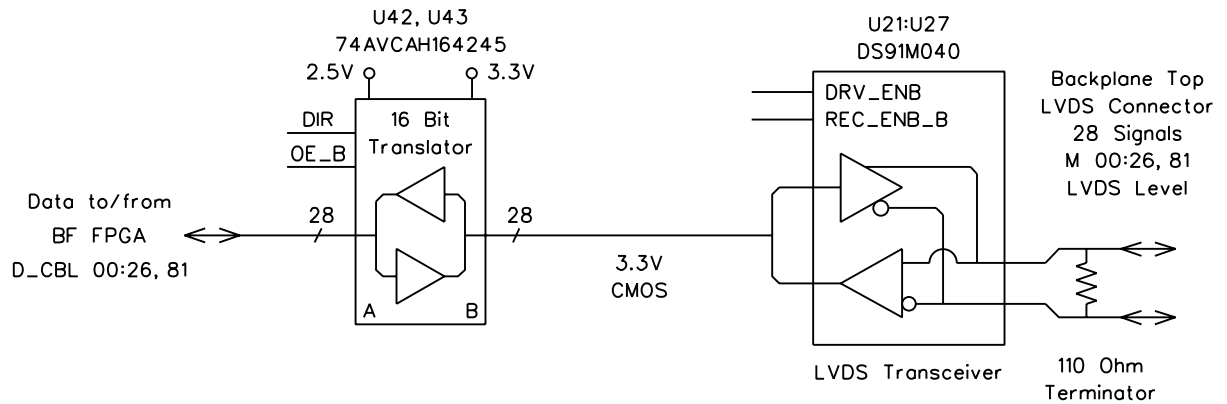 U42, U43
74AVCAH164245
2.5V
3.3V
DIR
OE_B
16 Bit
Translator
A
B
Data to/from
BF FPGA
D_CBL 00:26, 81
28
28
3.3V
CMOS
U21:U27
DS91M040
DRV_ENB
REC_ENB_B
LVDS Transceiver
Backplane Top
LVDS Connector
28 Signals
M 00:26, 81
LVDS Level
110 Ohm
Terminator